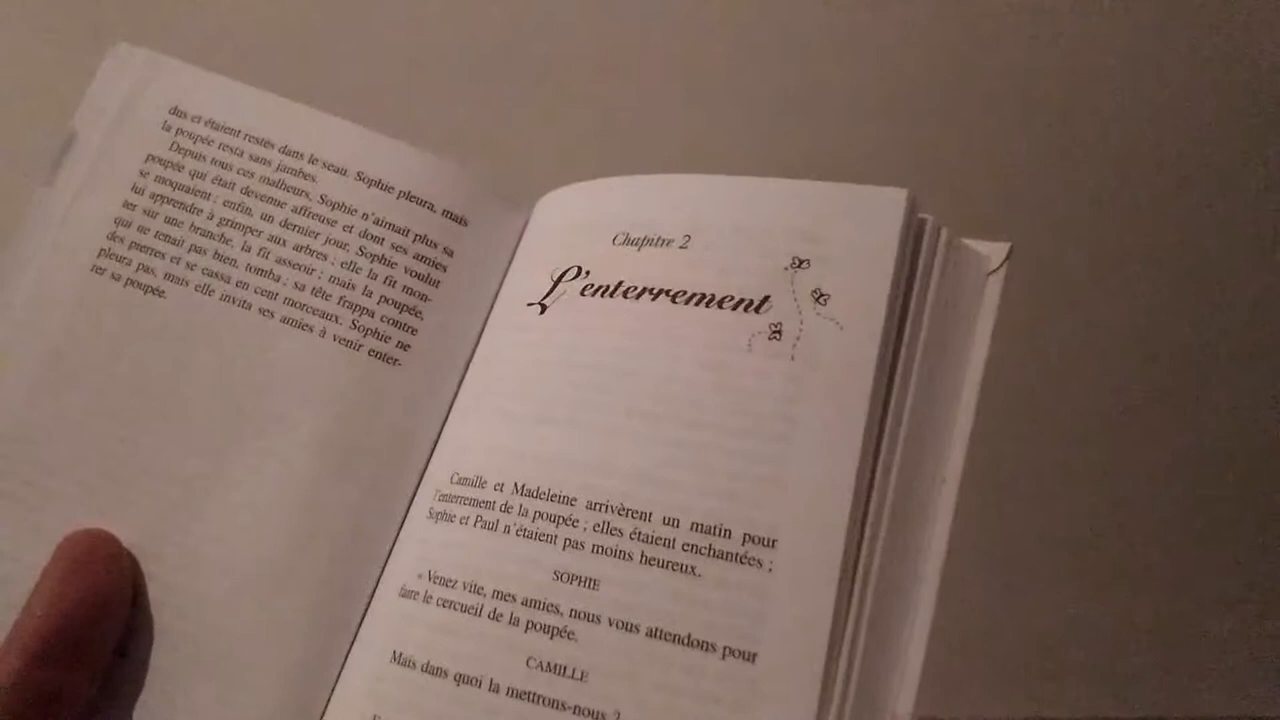 dus et étaient restés dans le seau. Sophie pleura, mais
la poupée resta sans jambes.
Depuis tous ces malheurs, Sophie n'aimait plus sa
poupée qui était devenue affreuse et dont ses amies
se moquaient ; enfin, un dernier jour, Sophie voulut
lui apprendre à grimper aux arbres ; elle la fit mon-
ter sur une branche, la fit asseoir ; mais la poupée,
qui ne tenait pas bien, tomba ; sa tête frappa contre
des pierres et se cassa en cent morceaux. Sophie ne
pleura pas, mais elle invita ses amies à venir enter-
rer sa poupée.
Chapitre 2
L'enterrement
Camille et Madeleine arrivèrent un matin pour
l'enterrement de la poupée ; elles étaient enchantées ;
Sophie et Paul n'étaient pas moins heureux.
SOPHIE
« Venez vite, mes amies, nous vous attendons pour
faire le cercueil de la poupée.
CAMILLE
Mais dans quoi la mettrons-nous ?